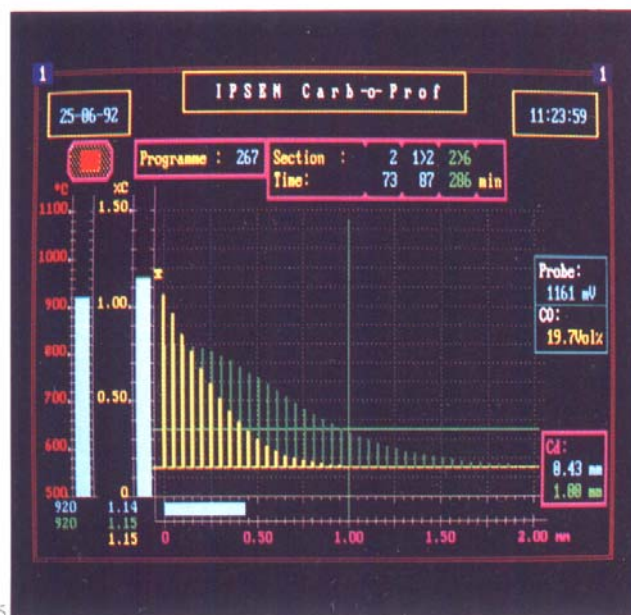 1 1
IPSEN Carb-o-Prof
25-06-92
11:23:59
Programme : 267
Section : 2 1>2 2>6
Time: 73 87 286 min
°C %C
1100 1.50
1000
900 1.00
800
700 0.50
600
500 0
920 1.14
920 1.15
1.15
Probe:
1161 mV
CO:
19.7Vol%
Cd:
0.43 mm
1.00 mm
0 0.50 1.00 1.50 2.00 MM
5